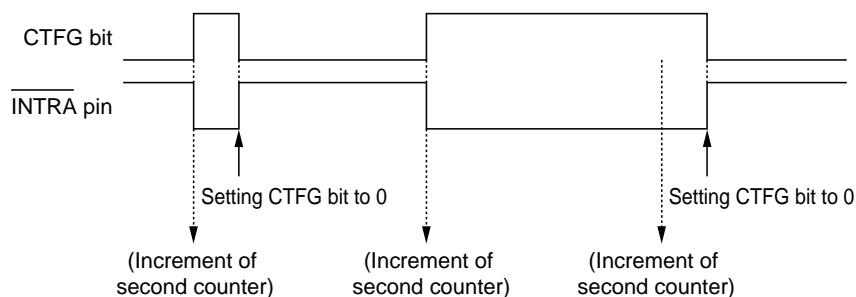 CTFG bit
INTRA pin
Setting CTFG bit to 0
Setting CTFG bit to 0
(Increment of
second counter)
(Increment of
second counter)
(Increment of
second counter)